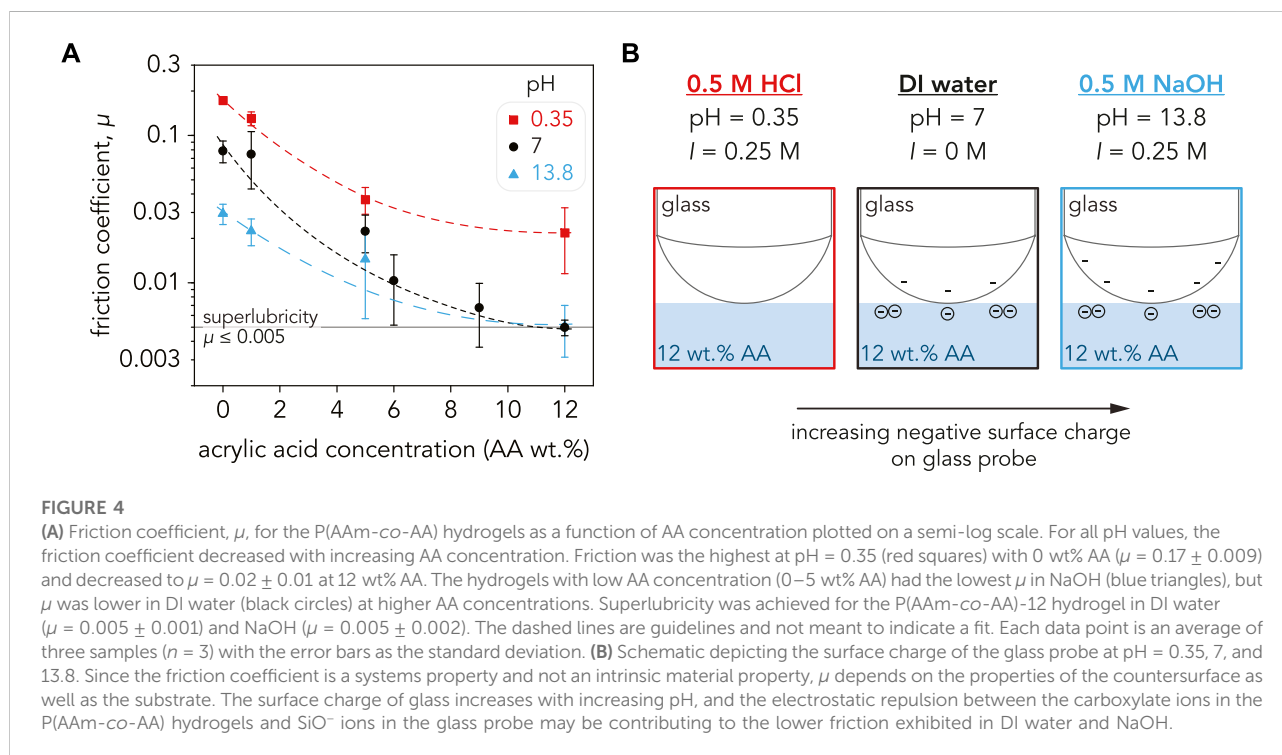 A
0.3
0.1
0.03
0.01
0.003
friction coefficient, μ
pH
0.35
7
13.8
superlubricity
μ ≤ 0.005
0 2 4 6 8 10 12
acrylic acid concentration (AA wt.%)
B
0.5 M HCl
pH = 0.35
I = 0.25 M
glass
12 wt.% AA
DI water
pH = 7
I = 0 M
glass
12 wt.% AA
0.5 NaOH
pH = 13.8
I = 0.25 M
glass
12 wt.% AA
increasing negative surface charge
on glass probe
FIGURE 4
(A) Friction coefficient, μ, for the P(AAm-co-AA) hydrogels as a function of AA concentration plotted on a semi-log scale. For all pH values, the
friction coefficient decreased with increasing AA concentration. Friction was the highest at pH = 0.35 (red squares) with 0 wt% AA (μ = 0.17 ± 0.009)
and decreased to μ = 0.02 ± 0.01 at 12 wt% AA. The hydrogels with low AA concentration (0–5 wt% AA) had the lowest μ in NaOH (blue triangles), but
μ was lower in DI water (black circles) at higher AA concentrations. Superlubricity was achieved for the P(AAm-co-AA)-12 hydrogel in DI water
(μ = 0.005 ± 0.001) and NaOH (μ = 0.005 ± 0.002). The dashed lines are guidelines and not meant to indicate a fit. Each data point is an average of
three samples (n = 3) with the error bars as the standard deviation. (B) Schematic depicting the surface charge of the glass probe at pH = 0.35, 7, and
13.8. Since the friction coefficient is a systems property and not an intrinsic material property, μ depends on the properties of the countersurface as
well as the substrate. The surface charge of glass increases with increasing pH, and the electrostatic repulsion between the carboxylate ions in the
P(AAm-co-AA) hydrogels and SiO⁻ ions in the glass probe may be contributing to the lower friction exhibited in DI water and NaOH.